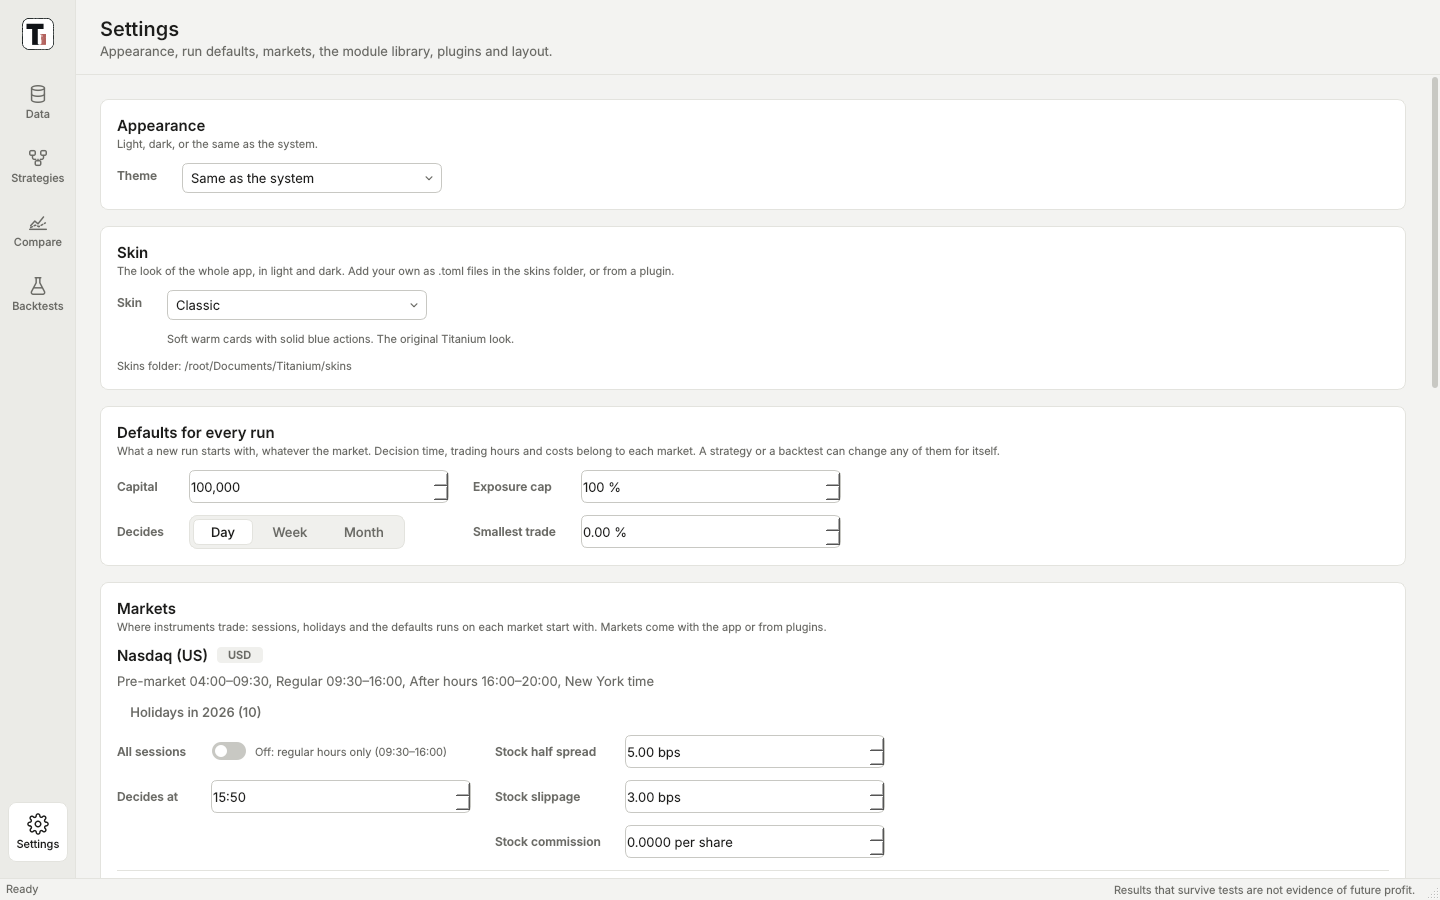 Ti
Settings
Appearance, run defaults, markets, the module library, plugins and layout.
Data
Strategies
Compare
Backtests
Settings
Appearance
Light, dark, or the same as the system.
Theme Same as the system
Skin
The look of the whole app, in light and dark. Add your own as .toml files in the skins folder, or from a plugin.
Skin Classic
Soft warm cards with solid blue actions. The original Titanium look.
Skins folder: /root/Documents/Titanium/skins
Defaults for every run
What a new run starts with, whatever the market. Decision time, trading hours and costs belong to each market. A strategy or a backtest can change any of them for itself.
Capital 100,000 Exposure cap 100 %
Decides Day Week Month Smallest trade 0.00 %
Markets
Where instruments trade: sessions, holidays and the defaults runs on each market start with. Markets come with the app or from plugins.
Nasdaq (US) USD
Pre-market 04:00–09:30, Regular 09:30–16:00, After hours 16:00–20:00, New York time
Holidays in 2026 (10)
All sessions Off: regular hours only (09:30–16:00) Stock half spread 5.00 bps
Decides at 15:50 Stock slippage 3.00 bps
Stock commission 0.0000 per share
Ready Results that survive tests are not evidence of future profit.